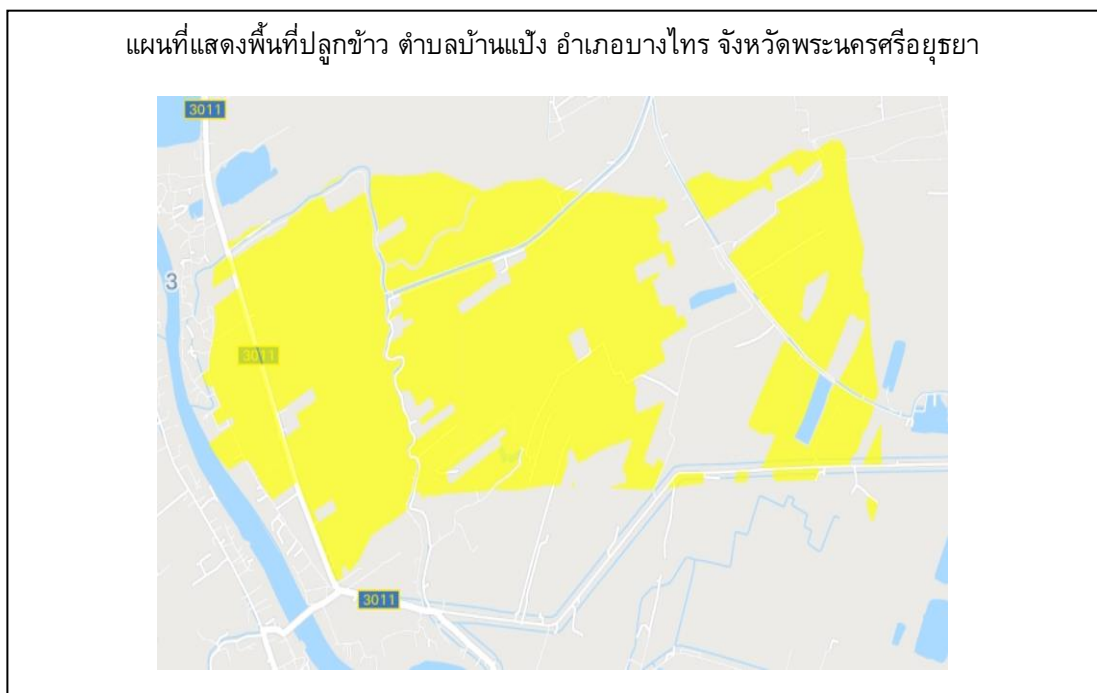 แผนที่แสดงพื้นที่ปลูกข้าว ตำบลบ้านแป้ง อำเภอบางไทร จังหวัดพระนครศรีอยุธยา
3011
3
3011
3011